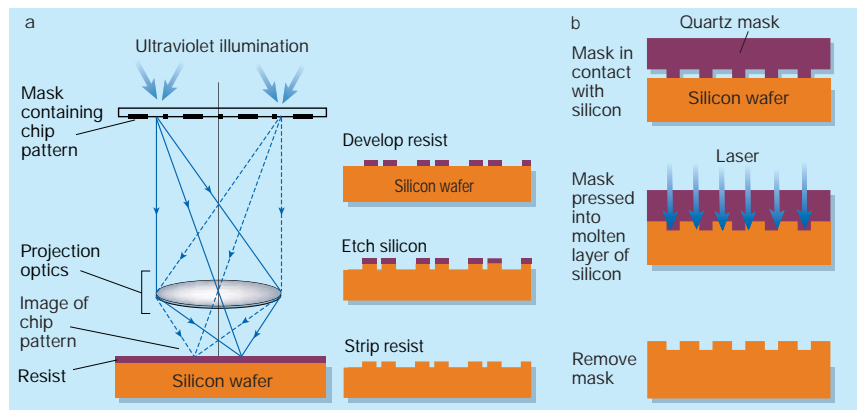 a
Ultraviolet illumination
Mask
containing
chip
pattern
Projection
optics
Image of
chip
pattern
Resist
Silicon wafer
Develop resist
Silicon wafer
Etch silicon
Strip resist
b
Quartz mask
Mask in
contact
with
silicon
Silicon wafer
Laser
Mask
pressed
into
molten
layer of
silicon
Remove
mask